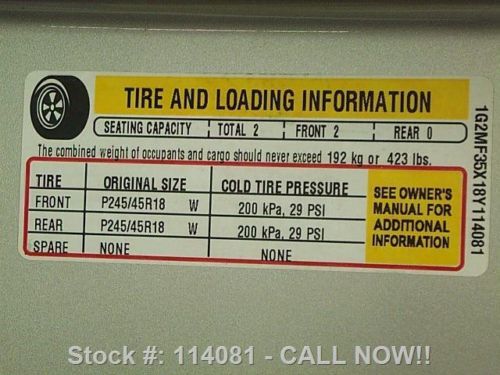 TIRE AND LOADING INFORMATION
SEATING CAPACITY TOTAL 2 FRONT 2 REAR 0
The combined weight of occupants and cargo should never exceed 192 kg or 423 lbs.
TIRE ORIGINAL SIZE COLD TIRE PRESSURE
FRONT P245/45R18 W 200 kPa, 29 PSI
REAR P245/45R18 W 200 kPa, 29 PSI
SPARE NONE NONE
SEE OWNER'S
MANUAL FOR
ADDITIONAL
INFORMATION
1G2MF35X18Y114081
Stock #: 114081 - CALL NOW!!